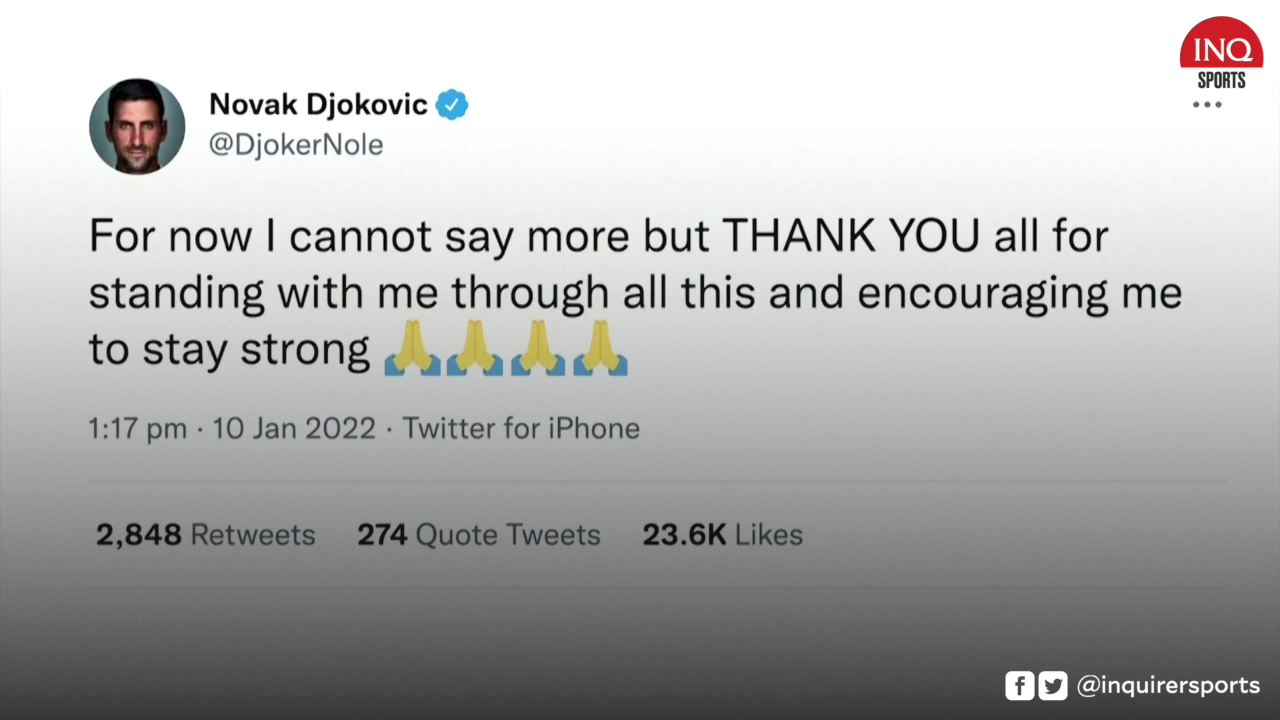 INQ
SPORTS
Novak Djokovic
@DjokerNole
For now I cannot say more but THANK YOU all for
standing with me through all this and encouraging me
to stay strong 🙏🙏🙏🙏
1:17 pm · 10 Jan 2022 · Twitter for iPhone
2,848 Retweets 274 Quote Tweets 23.6K Likes
@inquirersports